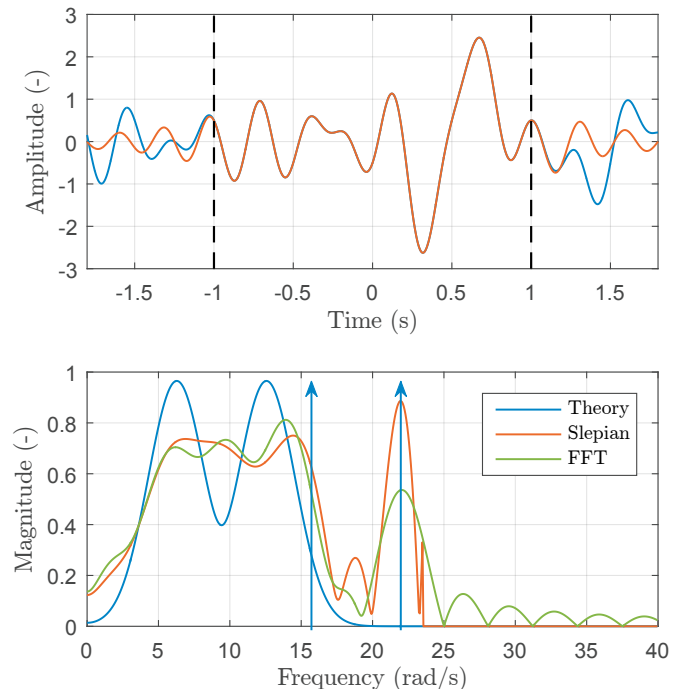 3
2
1
0
-1
-2
-3
Amplitude (-)
-1.5 -1 -0.5 0 0.5 1 1.5
Time (s)
1
0.8
0.6
0.4
0.2
0
Magnitude (-)
Theory
Slepian
FFT
0 5 10 15 20 25 30 35 40
Frequency (rad/s)